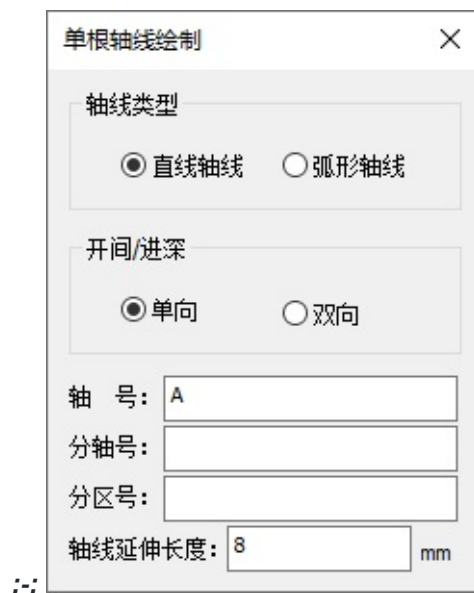 单根轴线绘制
轴线类型
直线轴线 弧形轴线
开间/进深
单向 双向
轴 号: A
分轴号:
分区号:
轴线延伸长度: 8 mm
:-: